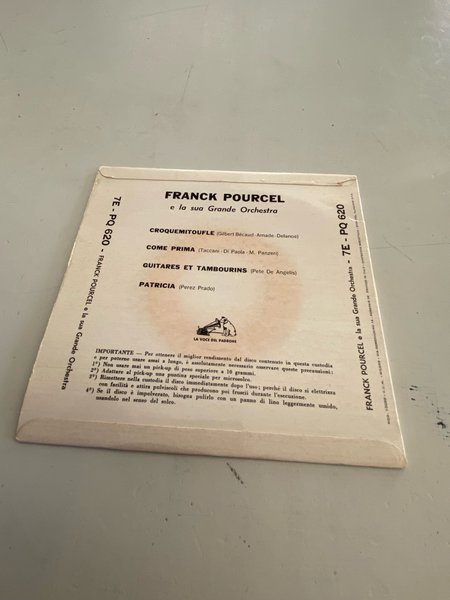 FRANCK POURCEL
e la sua Grande Orchestra
CROQUEMITOUFLE (Gilbert Bécaud - Amade - Delanoë)
COME PRIMA (Taccani - Di Paola - M. Panzeri)
GUITARES ET TAMBOURINS (Pete De Angelis)
PATRICIA (Perez Prado)
LA VOCE DEL PADRONE
IMPORTANTE — Per ottenere il miglior rendimento dal disco contenuto in questa custodia
e per poterne usare assai a lungo, è assolutamente necessario osservare queste precauzioni:
1°) Non usare mai un pick-up di peso superiore a 10 grammi.
2°) Adattare al pick-up una puntina speciale per microsolco.
3°) Rimettere nella custodia il disco immediatamente dopo l'uso; perchè il disco si elettrizza
con facilità e attira pulviscoli che producono poi fruscii durante l'esecuzione.
4°) Se il disco è impolverato, bisogna pulirlo con un panno di lino leggermente umido,
usandolo nel senso del solco.
7E - PQ 620 - FRANCK POURCEL e la sua Grande Orchestra
FRANCK POURCEL e la sua Grande Orchestra - 7E - PQ 620